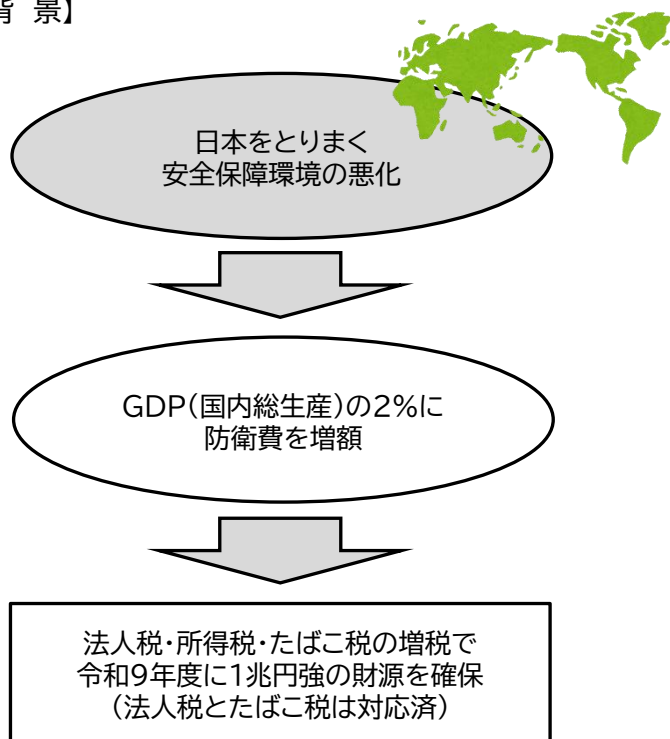 背 景】
日本をとりまく
安全保障環境の悪化
GDP(国内総生産)の2%に
防衛費を増額
法人税・所得税・たばこ税の増税で
令和9年度に1兆円強の財源を確保
(法人税とたばこ税は対応済)